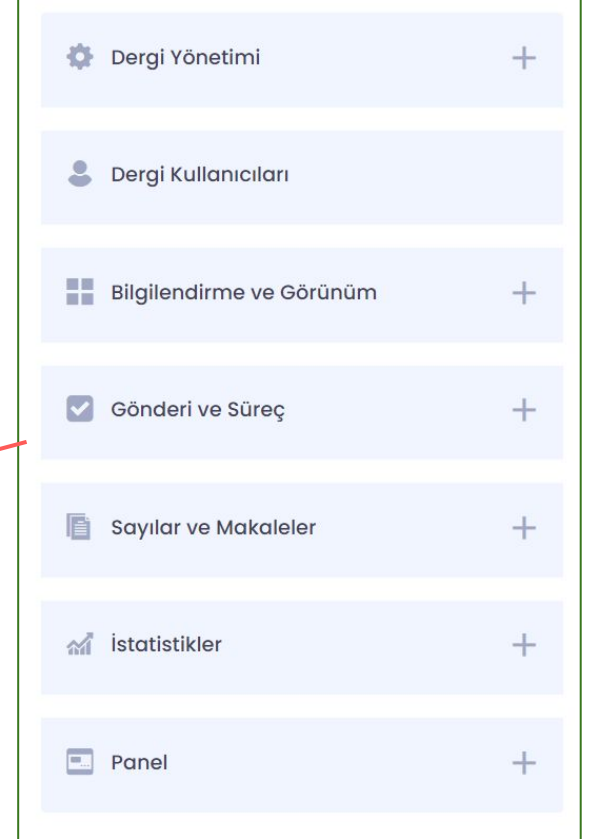 Dergi Yönetimi
Dergi Kullanıcıları
Bilgilendirme ve Görünüm
Gönderi ve Süreç
Sayılar ve Makaleler
İstatistikler
Panel